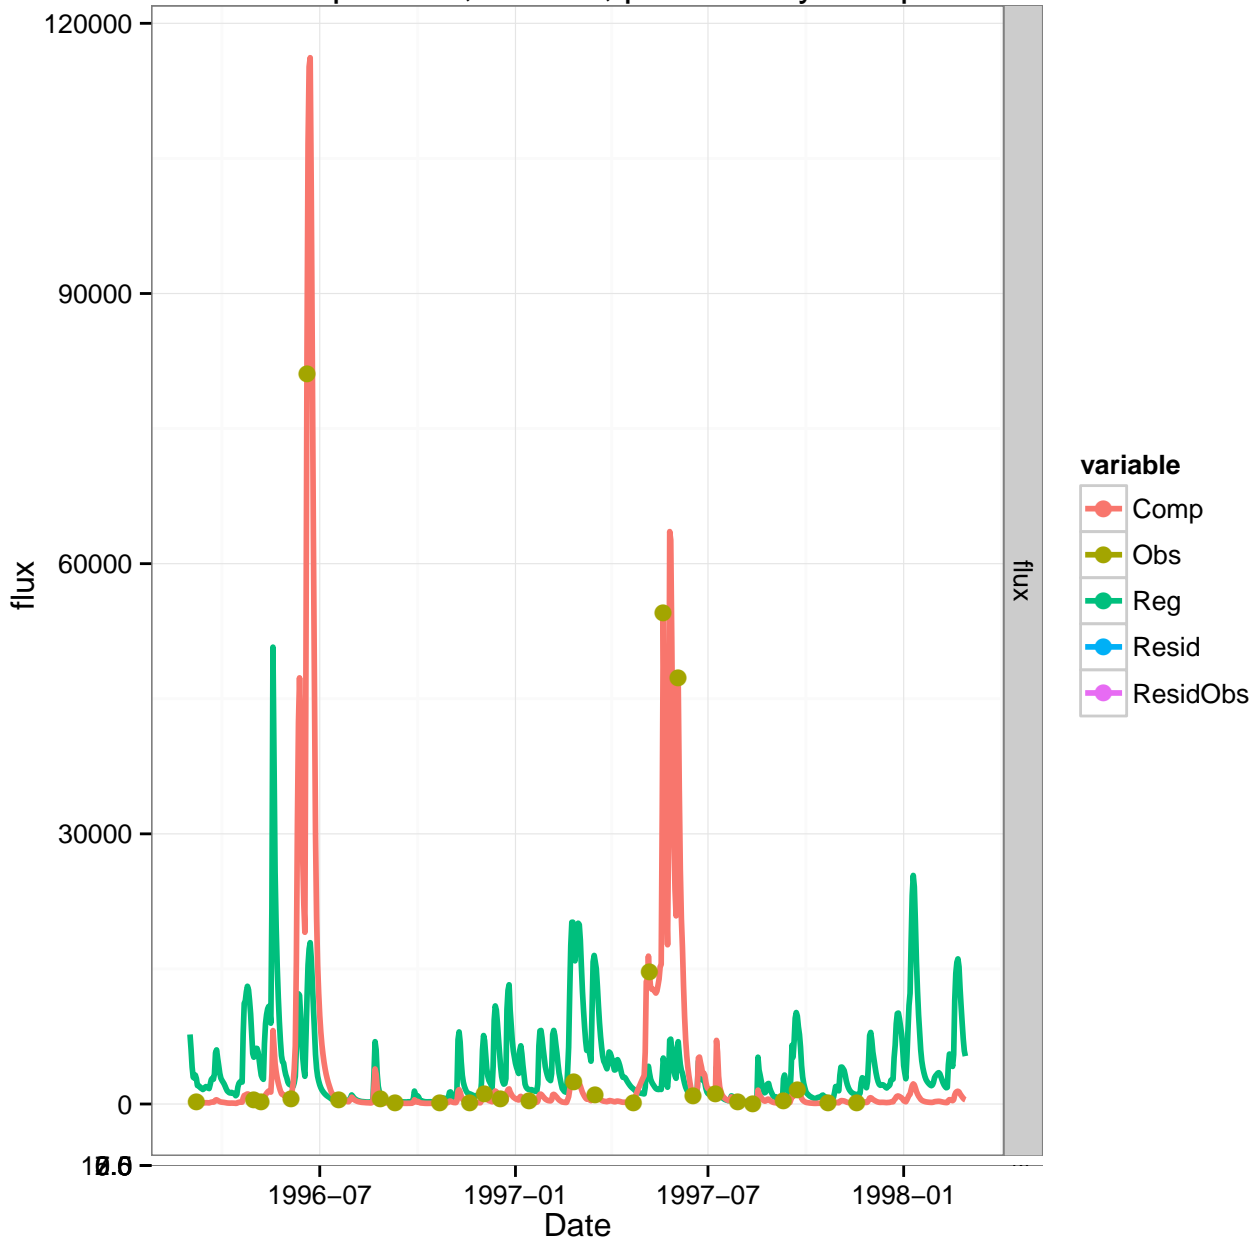 120000
90000
60000
30000
0
flux
flux
1996−07
1997−01
1997−07
1998−01
Date
variable
Comp
Obs
Reg
Resid
ResidObs